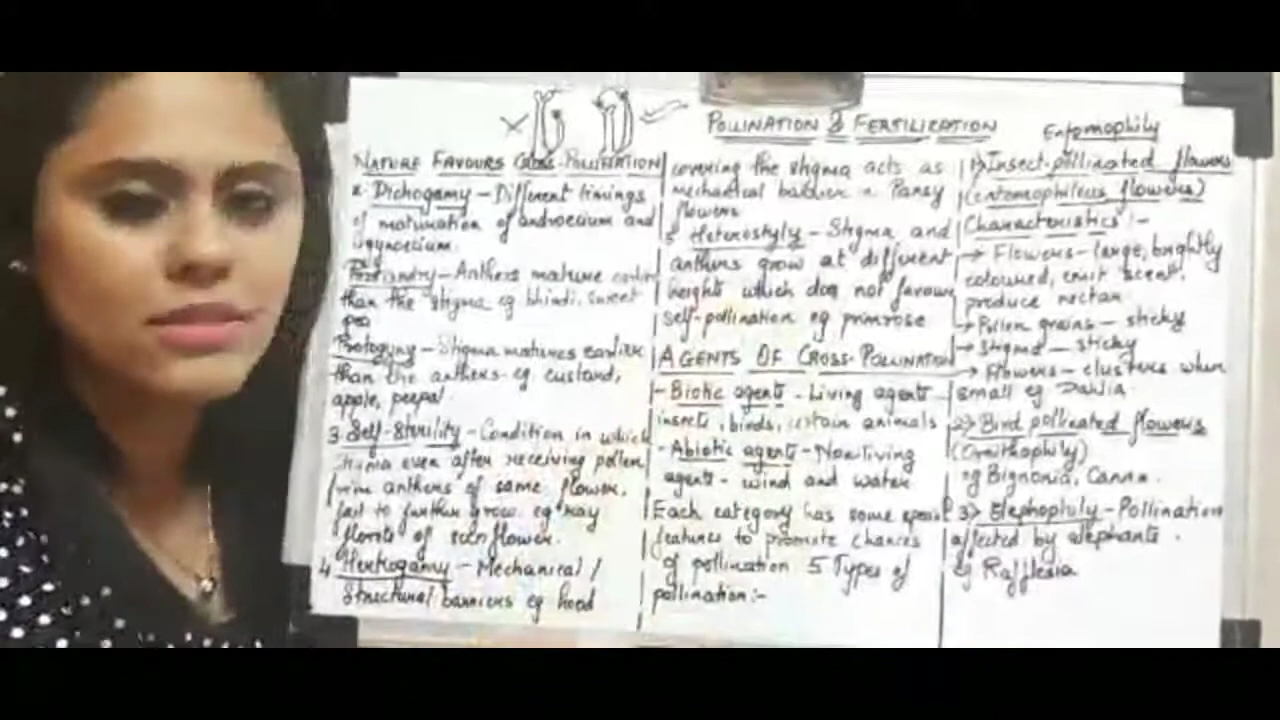 POLLINATION & FERTILIZATION
NATURE FAVOURS CROSS-POLLINATION
2. Dichogamy - Different timings
of maturation of androecium and
gynoecium.
Protandry - Anthers mature earlier
than the stigma eg bhindi, sweet
pea
Protogyny - Stigma matures earlier
than the anthers eg custard,
apple, peepal.
3 Self-Sterility - Condition in which
stigma even after receiving pollen
from anthers of same flower,
fail to further grow. eg ray
florets of sunflower.
4 Herkogamy - Mechanical /
Structural barriers eg hood
covering the stigma acts as
mechanical barrier in Pansy
flowers
5 Heterostyly - Stigma and
anthers grow at different
heights which does not favour
self-pollination eg primrose
AGENTS OF CROSS-POLLINATION
- Biotic agent - Living agent -
insects, birds, certain animals
- Abiotic agent - Non living
agent - wind and water
Each category has some special
features to promote chances
of pollination 5 Types of
pollination:-
Entomophily
1> Insect-pollinated flowers
(entomophilous flowers)
Characteristics :-
→ Flowers - large, brightly
coloured, emit scent,
produce nectar
→ Pollen grains - sticky
→ Stigma - sticky
→ Flowers - clusters when
small eg Dahlia
2> Bird pollinated flowers
(Ornithophily)
eg Bignonia, Canna.
3> Elephophily - Pollination
affected by elephants.
eg Rafflesia